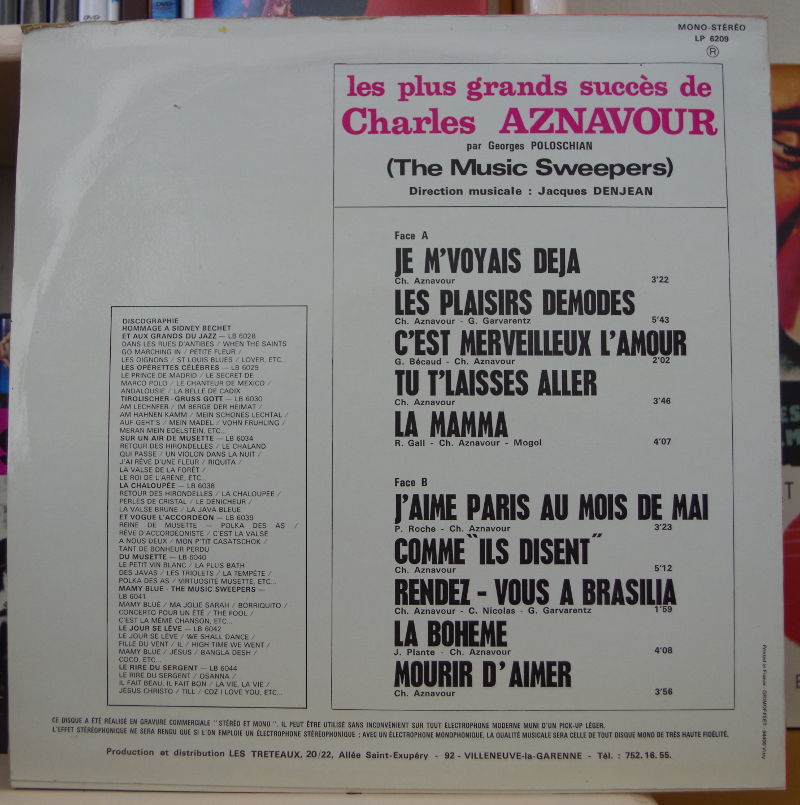 MONO-STÉRÉO
LP 6209
R
les plus grands succès de
Charles AZNAVOUR
par Georges POLOSCHIAN
(The Music Sweepers)
Direction musicale : Jacques DENJEAN
Face A
JE M'VOYAIS DEJA
Ch. Aznavour 3'22
LES PLAISIRS DEMODES
Ch. Aznavour - G. Garvarentz 5'43
C'EST MERVEILLEUX L'AMOUR
G. Bécaud - Ch. Aznavour 2'02
TU T'LAISSES ALLER
Ch. Aznavour 3'46
LA MAMMA
R. Gall - Ch. Aznavour - Mogol 4'07
Face B
J'AIME PARIS AU MOIS DE MAI
P. Roche - Ch. Aznavour 3'23
COMME "ILS DISENT"
Ch. Aznavour 5'12
RENDEZ - VOUS A BRASILIA
Ch. Aznavour - C. Nicolas - G. Garvarentz 1'59
LA BOHEME
J. Plante - Ch. Aznavour 4'08
MOURIR D'AIMER
Ch. Aznavour 3'56
DISCOGRAPHIE
HOMMAGE A SIDNEY BECHET
ET AUX GRANDS DU JAZZ — LB 6028
DANS LES RUES D'ANTIBES / WHEN THE SAINTS
GO MARCHING IN / PETITE FLEUR /
LES OIGNONS / ST LOUIS BLUES / LOVER, ETC...
LES OPÉRETTES CÉLÈBRES — LB 6029
LE PRINCE DE MADRID / LE SECRET DE
MARCO POLO / LE CHANTEUR DE MEXICO /
ANDALOUSIE / LA BELLE DE CADIX
TIROLISCHER - GRUSS GOTT — LB 6030
AM LECHNFER / IM BERGE DER HEIMAT /
AM HAHNEN KAMM / MEIN SCHONES LECHTAL /
AUF GEHT'S / MEIN MADEL / VOHN FRUHLING /
MERAN MEIN EDELSTEIN, ETC...
SUR UN AIR DE MUSETTE — LB 6034
RETOUR DES HIRONDELLES / LE CHALAND
QUI PASSE / UN VIOLON DANS LA NUIT /
J'AI RÊVÉ D'UNE FLEUR / RIQUITA /
LA VALSE DE LA FORÊT /
LE ROI DE L'ARÈNE, ETC...
LA CHALOUPÉE — LB 6038
RETOUR DES HIRONDELLES / LA CHALOUPÉE /
PERLES DE CRISTAL / LE DENICHEUR /
LA VALSE BRUNE / LA JAVA BLEUE
ET VOGUE L'ACCORDÉON — LB 6039
REINE DE MUSETTE — POLKA DES AS /
RÊVE D'ACCORDÉONISTE / C'EST LA VALSE
A NOUS DEUX / MON P'TIT CASATSCHOK /
TANT DE BONHEUR PERDU
DU MUSETTE — LB 6040
LE PETIT VIN BLANC / LA PLUS BATH
DES JAVAS / LES TRIOLETS / LA TEMPÊTE /
POLKA DES AS / VIRTUOSITÉ MUSETTE, ETC...
MAMY BLUE - THE MUSIC SWEEPERS —
LB 6041
MAMY BLUE / MA JOLIE SARAH / BORRIQUITO /
CONCERTO POUR UN ÉTÉ / THE FOOL /
C'EST LA MÊME CHANSON, ETC...
LE JOUR SE LÈVE — LB 6042
LE JOUR SE LÈVE / WE SHALL DANCE /
FILLE DU VENT / IL / HIGH TIME WE WENT /
MAMY BLUE / JÉSUS / BANGLA DESH /
COCO, ETC...
LE RIRE DU SERGENT — LB 6044
LE RIRE DU SERGENT / OSANNA /
IL FAIT BEAU, IL FAIT BON / LA VIE, LA VIE /
JÉSUS CHRISTO / TILL / COZ I LOVE YOU, ETC...
CE DISQUE A ÉTÉ RÉALISÉ EN GRAVURE COMMERCIALE " STÉRÉO ET MONO ". IL PEUT ÊTRE UTILISÉ SANS INCONVÉNIENT SUR TOUT ÉLECTROPHONE MODERNE MUNI D'UN PICK-UP LÉGER.
L'EFFET STÉRÉOPHONIQUE NE SERA RENDU QUE SI L'ON EMPLOIE UN ÉLECTROPHONE STÉRÉOPHONIQUE ; AVEC UN ÉLECTROPHONE MONOPHONIQUE, LA QUALITÉ MUSICALE SERA CELLE DE TOUT DISQUE MONO DE TRÈS HAUTE FIDÉLITÉ.
Production et distribution LES TRETEAUX, 20/22, Allée Saint-Exupéry - 92 - VILLENEUVE-la-GARENNE - Tél. : 752.16.55.
Printed in France